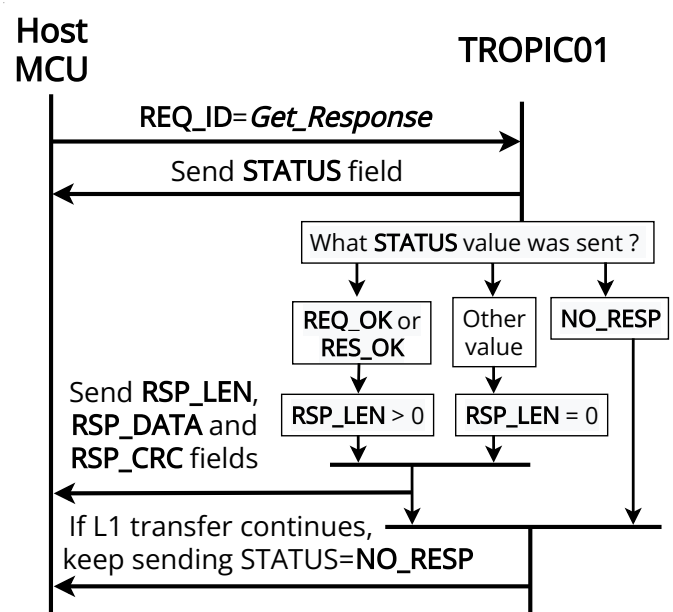 Host
MCU
TROPIC01
REQ_ID=Get_Response
Send STATUS field
What STATUS value was sent ?
REQ_OK or
RES_OK
Other
value
NO_RESP
Send RSP_LEN,
RSP_DATA and
RSP_CRC fields
RSP_LEN > 0
RSP_LEN = 0
If L1 transfer continues,
keep sending STATUS=NO_RESP